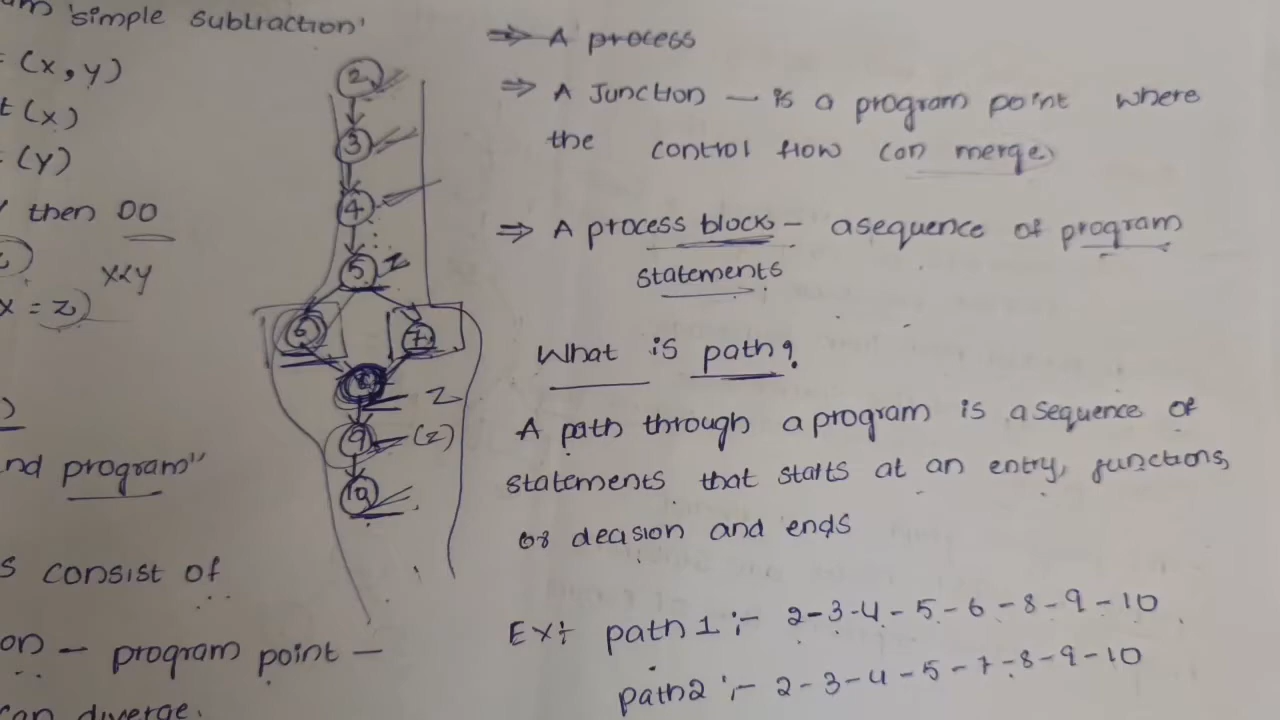 simple subtraction'
(x, y)
t (x)
(y)
then DO
x<y
x = z)
nd program"
s consist of
on - program point -
can diverge.
2
3
4
5 z
6 7
8 z
9 (z)
10
⇒ A process
⇒ A Junction - is a program point where
the control flow can merge
⇒ A process block - a sequence of program
statements
What is path?
A path through a program is a sequence of
statements that starts at an entry, junctions,
or decision and ends
Ex:- path 1 :- 2-3-4-5-6-8-9-10
path 2 :- 2-3-4-5-7-8-9-10